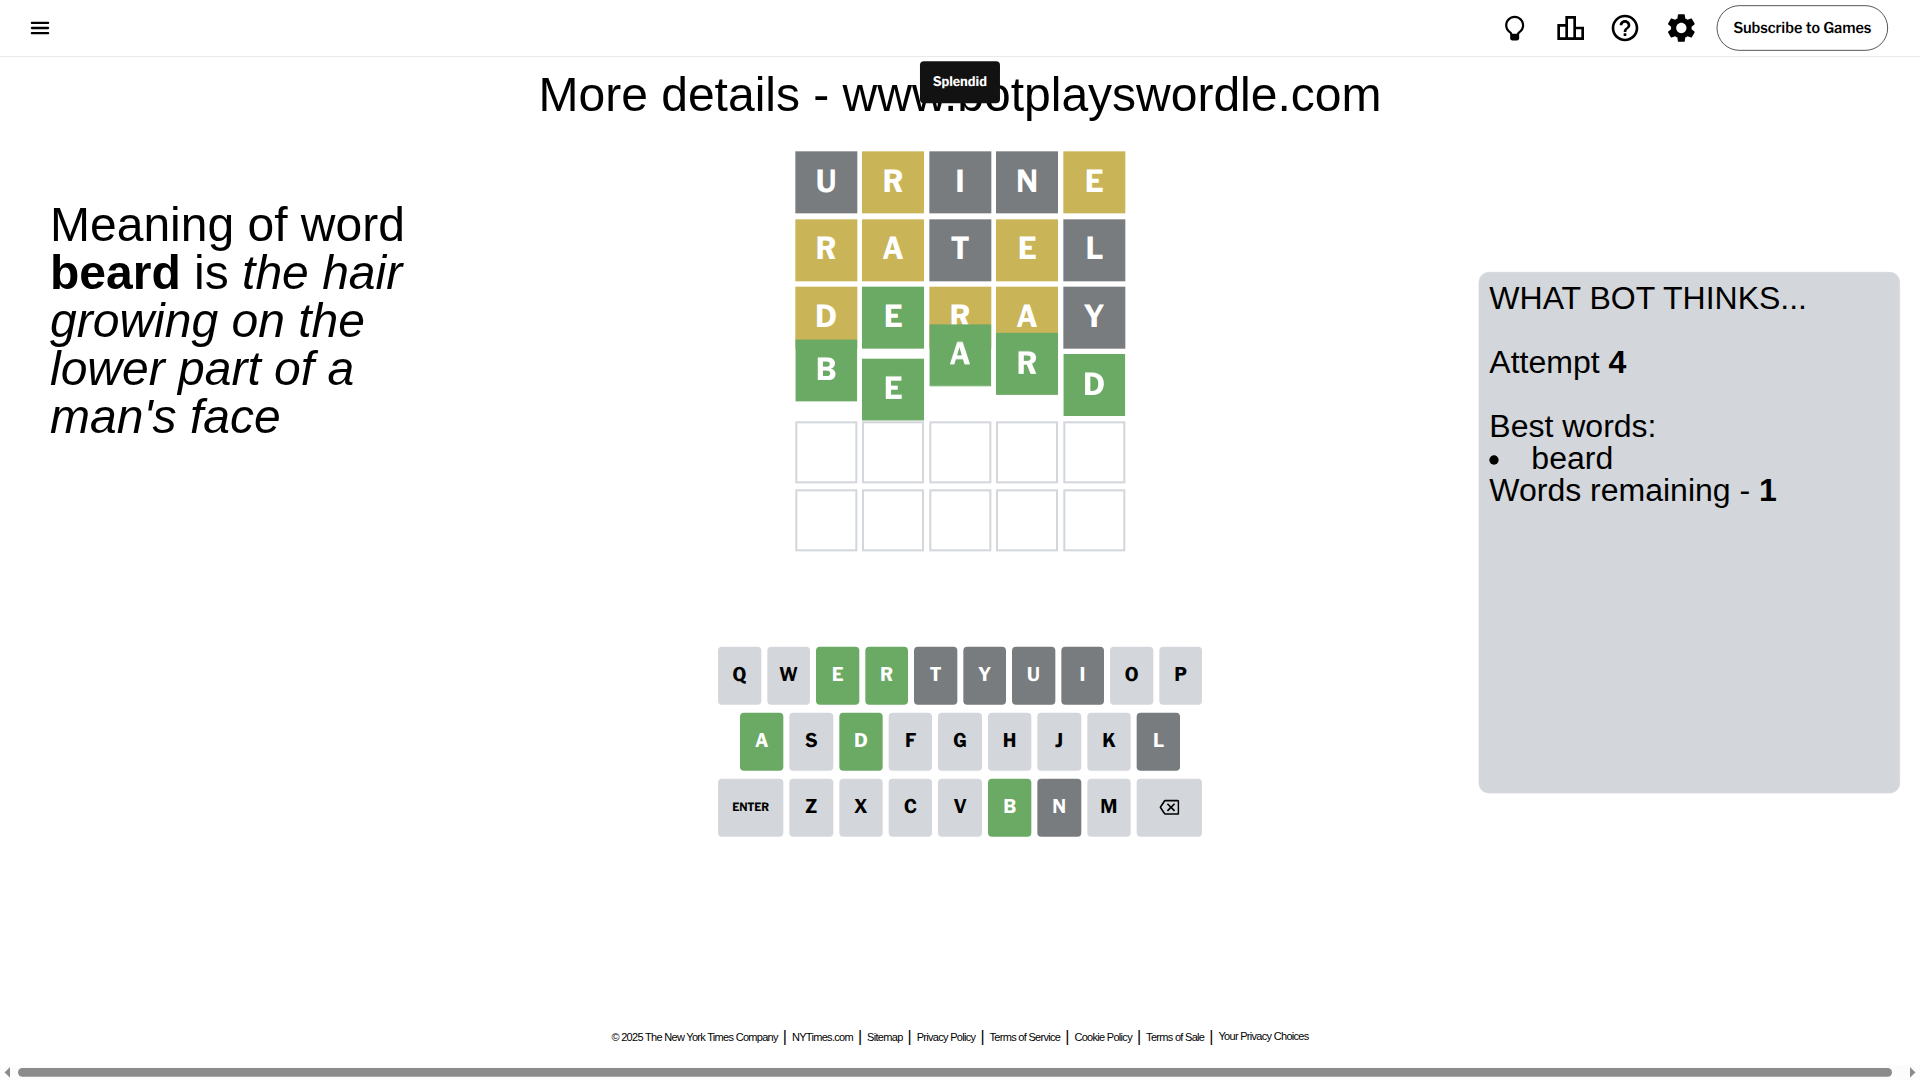 Subscribe to Games
Splendid
More details - www.botplayswordle.com
Meaning of word
beard is the hair
growing on the
lower part of a
man's face
U R I N E
R A T E L
D E R A Y
B E A R D
WHAT BOT THINKS...
Attempt 4
Best words:
• beard
Words remaining - 1
Q W E R T Y U I O P
A S D F G H J K L
ENTER Z X C V B N M
© 2025 The New York Times Company | NYTimes.com | Sitemap | Privacy Policy | Terms of Service | Cookie Policy | Terms of Sale | Your Privacy Choices